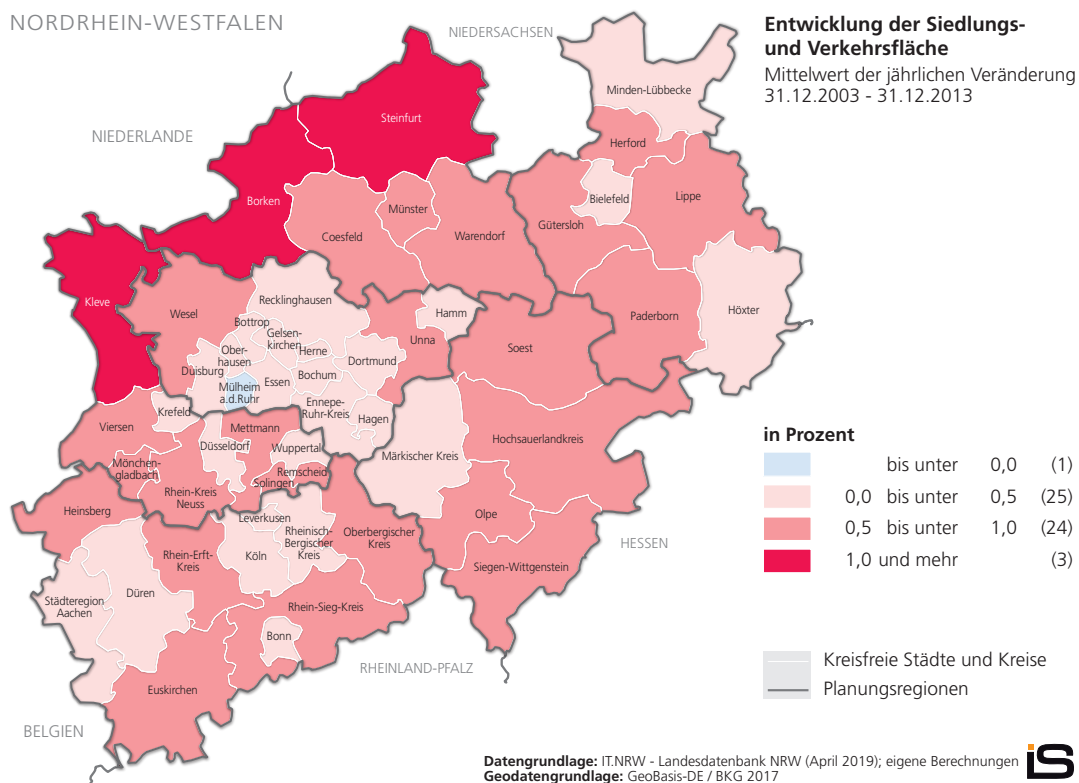 NORDRHEIN-WESTFALEN
NIEDERSACHSEN
Entwicklung der Siedlungs-
und Verkehrsfläche
Mittelwert der jährlichen Veränderung
31.12.2003 - 31.12.2013
NIEDERLANDE
Minden-Lübbecke
Steinfurt
Herford
Borken
Bielefeld
Lippe
Münster
Coesfeld
Warendorf
Gütersloh
Kleve
Wesel
Recklinghausen
Hamm
Höxter
Paderborn
Bottrop
Gelsen-
kirchen
Herne
Unna
Soest
Ober-
hausen
Dortmund
Duisburg
Mülheim
a.d.Ruhr
Essen
Bochum
Ennepe-
Ruhr-Kreis
Hagen
Krefeld
Viersen
Mettmann
Düsseldorf
Wuppertal
Märkischer Kreis
Hochsauerlandkreis
Mönchen-
gladbach
Remscheid
Solingen
Rhein-Kreis
Neuss
Heinsberg
Leverkusen
Rheinisch-
Bergischer
Kreis
Oberbergischer
Kreis
Olpe
HESSEN
Rhein-Erft-
Kreis
Köln
Siegen-Wittgenstein
Düren
Städteregion
Aachen
Rhein-Sieg-Kreis
Bonn
RHEINLAND-PFALZ
Euskirchen
BELGIEN
in Prozent
bis unter 0,0 (1)
0,0 bis unter 0,5 (25)
0,5 bis unter 1,0 (24)
1,0 und mehr (3)
Kreisfreie Städte und Kreise
Planungsregionen
Datengrundlage: IT.NRW - Landesdatenbank NRW (April 2019); eigene Berechnungen
Geodatengrundlage: GeoBasis-DE / BKG 2017
iS